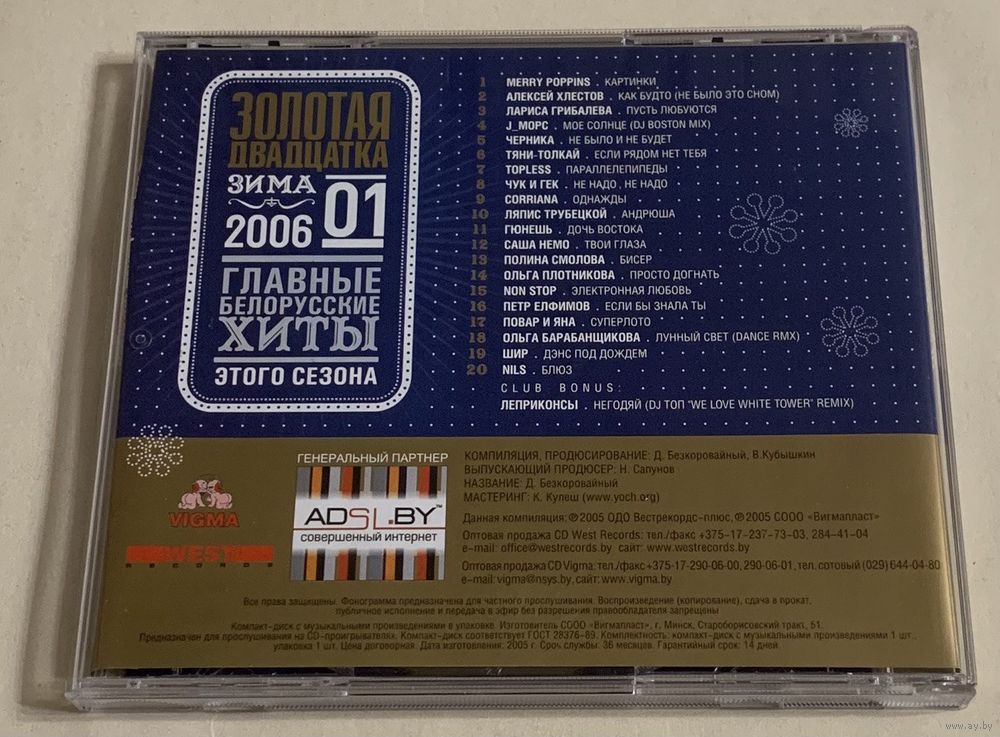 ЗОЛОТАЯ
ДВАДЦАТКА
ЗИМА
2006
01
ГЛАВНЫЕ
БЕЛОРУССКИЕ
ХИТЫ
ЭТОГО СЕЗОНА
1 MERRY POPPINS . КАРТИНКИ
2 АЛЕКСЕЙ ХЛЕСТОВ . КАК БУДТО (НЕ БЫЛО ЭТО СНОМ)
3 ЛАРИСА ГРИБАЛЕВА . ПУСТЬ ЛЮБУЮТСЯ
4 J_МОРС . МОЕ СОЛНЦЕ (DJ BOSTON MIX)
5 ЧЕРНИКА . НЕ БЫЛО И НЕ БУДЕТ
6 ТЯНИ-ТОЛКАЙ . ЕСЛИ РЯДОМ НЕТ ТЕБЯ
7 TOPLESS . ПАРАЛЛЕЛЕПИПЕДЫ
8 ЧУК И ГЕК . НЕ НАДО, НЕ НАДО
9 CORRIANA . ОДНАЖДЫ
10 ЛЯПИС ТРУБЕЦКОЙ . АНДРЮША
11 ГЮНЕШЬ . ДОЧЬ ВОСТОКА
12 САША НЕМО . ТВОИ ГЛАЗА
13 ПОЛИНА СМОЛОВА . БИСЕР
14 ОЛЬГА ПЛОТНИКОВА . ПРОСТО ДОГНАТЬ
15 NON STOP . ЭЛЕКТРОННАЯ ЛЮБОВЬ
16 ПЕТР ЕЛФИМОВ . ЕСЛИ БЫ ЗНАЛА ТЫ
17 ПОВАР И ЯНА . СУПЕРЛОТО
18 ОЛЬГА БАРАБАНЩИКОВА . ЛУННЫЙ СВЕТ (DANCE RMX)
19 ШИР . ДЭНС ПОД ДОЖДЕМ
20 NILS . БЛЮЗ
CLUB BONUS:
ЛЕПРИКОНСЫ . НЕГОДЯЙ (DJ ТОП "WE LOVE WHITE TOWER" REMIX)
VIGMA
WEST
RECORDS
ГЕНЕРАЛЬНЫЙ ПАРТНЕР
ADSL.BY™
совершенный интернет
КОМПИЛЯЦИЯ, ПРОДЮСИРОВАНИЕ: Д. Безкоровайный, В.Кубышкин
ВЫПУСКАЮЩИЙ ПРОДЮСЕР: Н. Сапунов
НАЗВАНИЕ: Д. Безкоровайный
МАСТЕРИНГ: К. Кулеш (www.yoch.org)
Данная компиляция: ℗ 2005 ОДО Вестрекордс-плюс, ℗ 2005 СООО «Вигмапласт»
Оптовая продажа CD West Records: тел./факс +375-17-237-73-03, 284-41-04
e-mail: office@westrecords.by сайт: www.westrecords.by
Оптовая продажа CD Vigma: тел./факс +375-17-290-06-00, 290-06-01, тел. сотовый (029) 644-04-80
e-mail: vigma@nsys.by, сайт: www.vigma.by
Все права защищены. Фонограмма предназначена для частного прослушивания. Воспроизведение (копирование), сдача в прокат,
публичное исполнение и передача в эфир без разрешения правообладателя запрещены
Компакт-диск с музыкальными произведениями в упаковке. Изготовитель СООО «Вигмапласт», г. Минск, Староборисовский тракт, 51.
Предназначен для прослушивания на CD-проигрывателях. Компакт-диск соответствует ГОСТ 28376-89. Комплектность: компакт-диск с музыкальными произведениями 1 шт.,
упаковка 1 шт. Цена договорная. Дата изготовления: 2005 г. Срок службы: 36 месяцев. Гарантийный срок: 14 дней.
www.ay.by